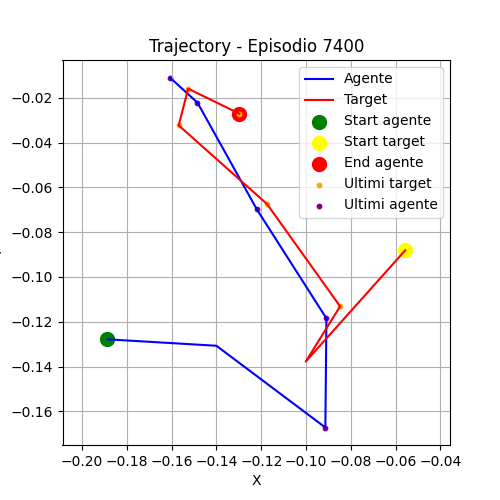 Trajectory - Episodio 7400
Agente
Target
Start agente
Start target
End agente
Ultimi target
Ultimi agente
−0.02
−0.04
−0.06
−0.08
−0.10
−0.12
−0.14
−0.16
−0.20 −0.18 −0.16 −0.14 −0.12 −0.10 −0.08 −0.06 −0.04
X